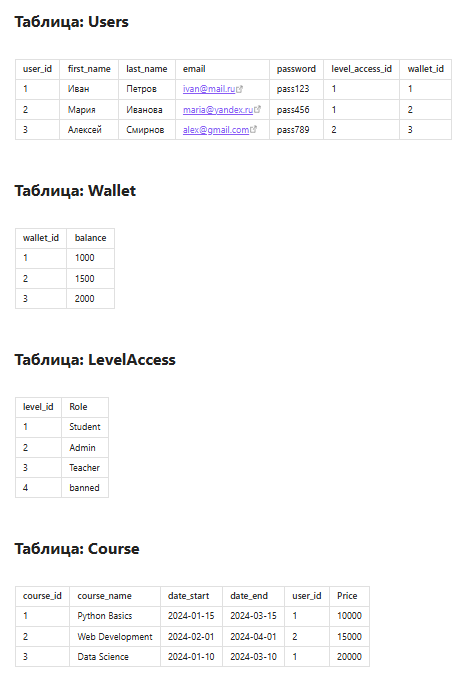 Таблица: Users
user_id first_name last_name email password level_access_id wallet_id
1 Иван Петров ivan@mail.ru pass123 1 1
2 Мария Иванова maria@yandex.ru pass456 1 2
3 Алексей Смирнов alex@gmail.com pass789 2 3
Таблица: Wallet
wallet_id balance
1 1000
2 1500
3 2000
Таблица: LevelAccess
level_id Role
1 Student
2 Admin
3 Teacher
4 banned
Таблица: Course
course_id course_name date_start date_end user_id Price
1 Python Basics 2024-01-15 2024-03-15 1 10000
2 Web Development 2024-02-01 2024-04-01 2 15000
3 Data Science 2024-01-10 2024-03-10 1 20000